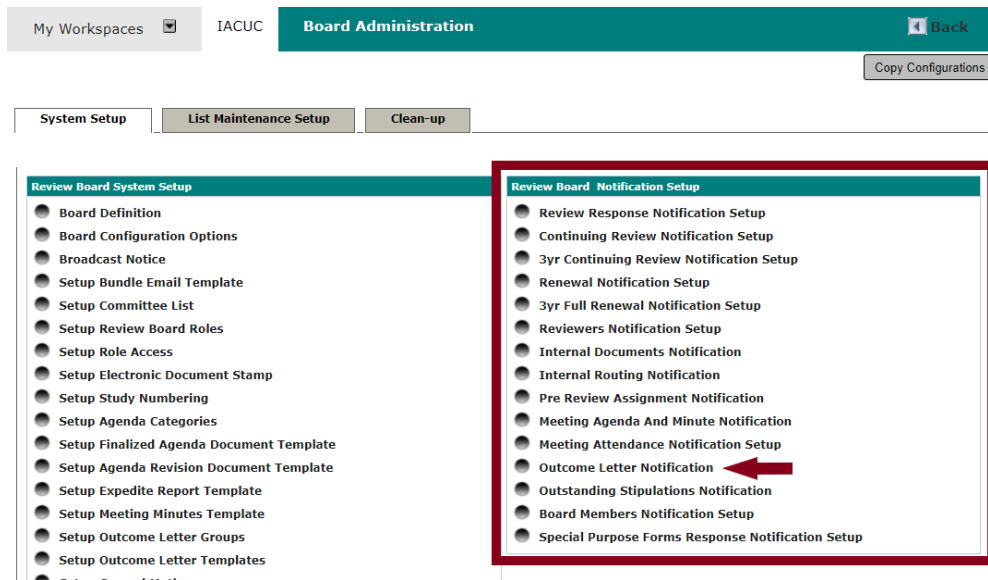 My Workspaces IACUC Board Administration Back
Copy Configurations
System Setup List Maintenance Setup Clean-up
Review Board System Setup
Board Definition
Board Configuration Options
Broadcast Notice
Setup Bundle Email Template
Setup Committee List
Setup Review Board Roles
Setup Role Access
Setup Electronic Document Stamp
Setup Study Numbering
Setup Agenda Categories
Setup Finalized Agenda Document Template
Setup Agenda Revision Document Template
Setup Expedite Report Template
Setup Meeting Minutes Template
Setup Outcome Letter Groups
Setup Outcome Letter Templates
Review Board Notification Setup
Review Response Notification Setup
Continuing Review Notification Setup
3yr Continuing Review Notification Setup
Renewal Notification Setup
3yr Full Renewal Notification Setup
Reviewers Notification Setup
Internal Documents Notification
Internal Routing Notification
Pre Review Assignment Notification
Meeting Agenda And Minute Notification
Meeting Attendance Notification Setup
Outcome Letter Notification
Outstanding Stipulations Notification
Board Members Notification Setup
Special Purpose Forms Response Notification Setup